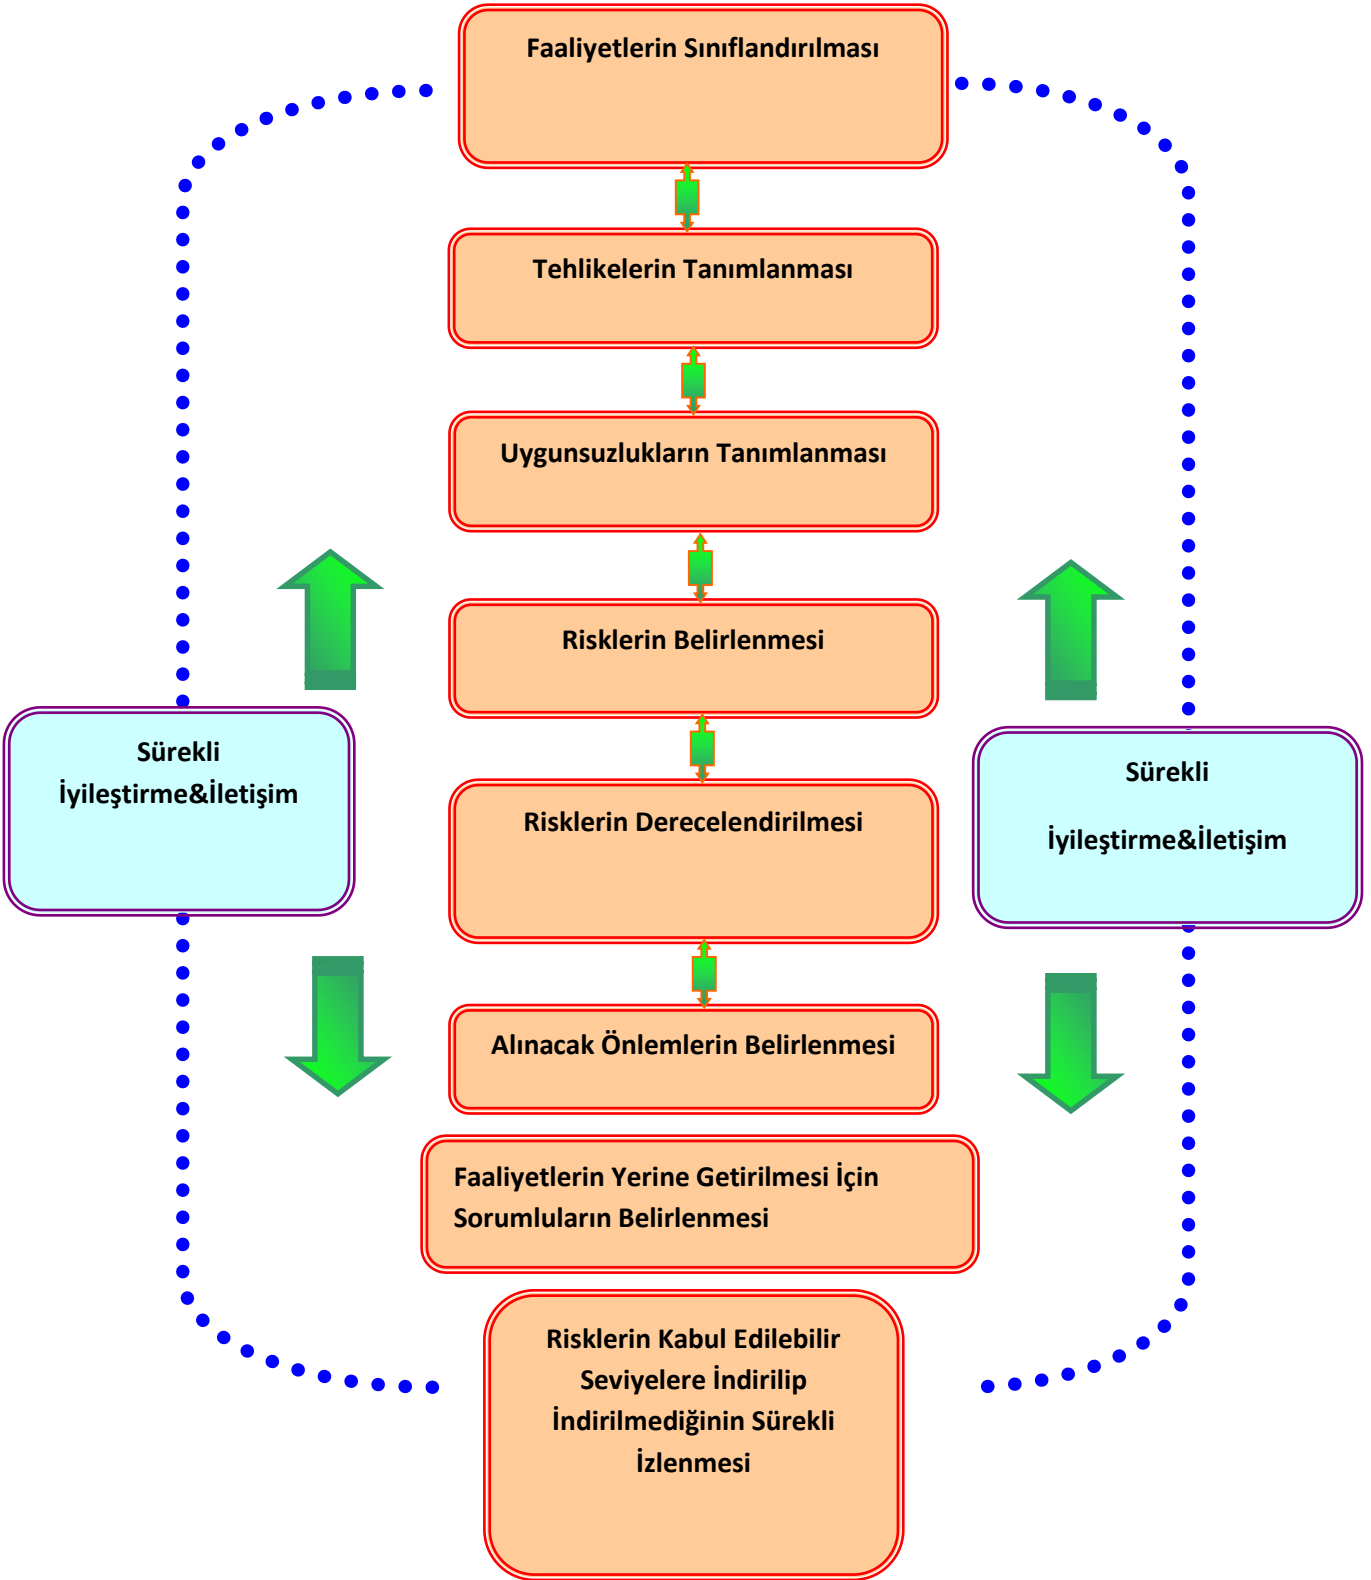 Faaliyetlerin Sınıflandırılması
Tehlikelerin Tanımlanması
Uygunsuzlukların Tanımlanması
Risklerin Belirlenmesi
Sürekli
İyileştirme&İletişim
Risklerin Derecelendirilmesi
Sürekli
İyileştirme&İletişim
Alınacak Önlemlerin Belirlenmesi
Faaliyetlerin Yerine Getirilmesi İçin
Sorumluların Belirlenmesi
Risklerin Kabul Edilebilir
Seviyelere İndirilip
İndirilmediğinin Sürekli
İzlenmesi